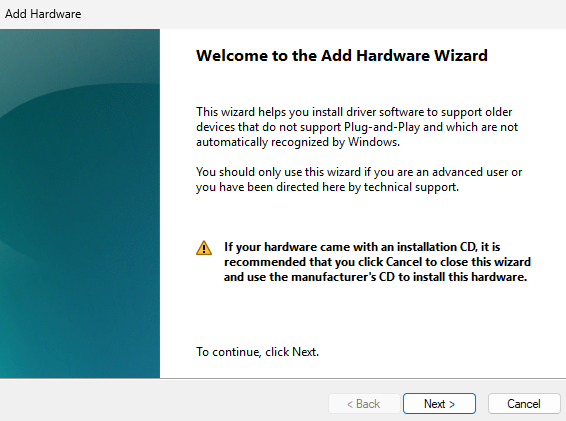 Add Hardware
Welcome to the Add Hardware Wizard
This wizard helps you install driver software to support older
devices that do not support Plug-and-Play and which are not
automatically recognized by Windows.
You should only use this wizard if you are an advanced user or
you have been directed here by technical support.
If your hardware came with an installation CD, it is
recommended that you click Cancel to close this wizard
and use the manufacturer's CD to install this hardware.
To continue, click Next.
< Back
Next >
Cancel